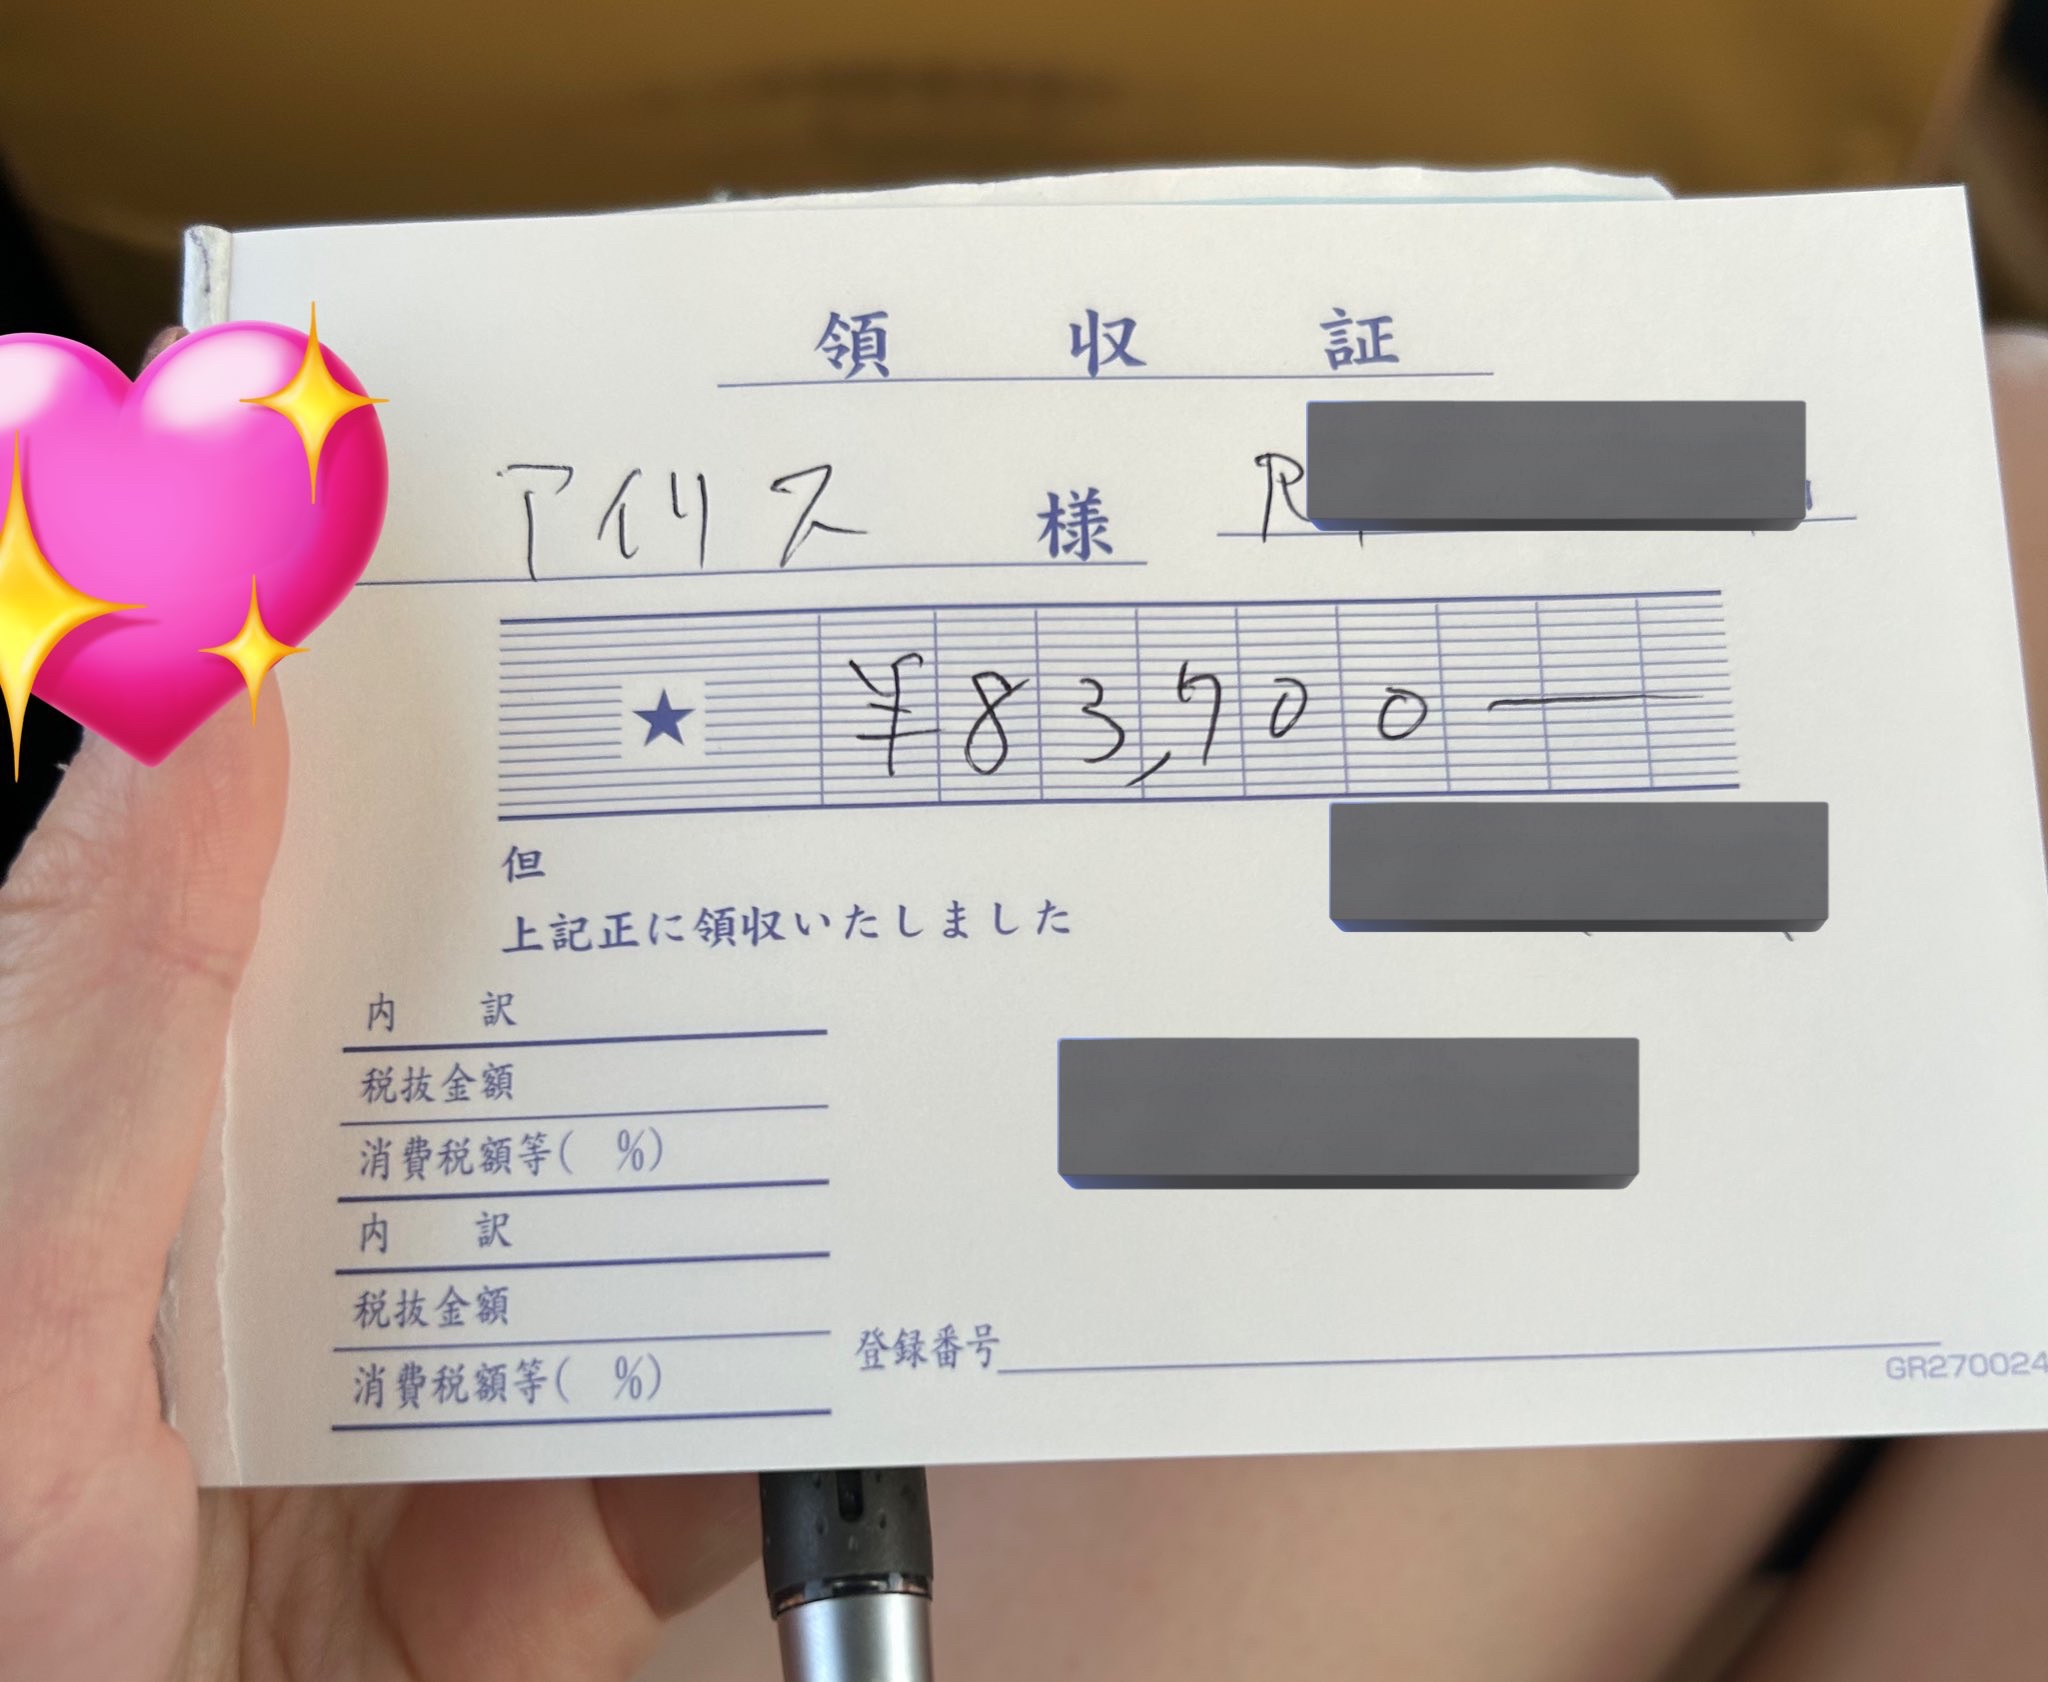 領収証
アイリス 様 R
★ ¥83,700
但
上記正に領収いたしました
内訳
税抜金額
消費税額等( %)
内訳
税抜金額
消費税額等( %)
登録番号
GR270024